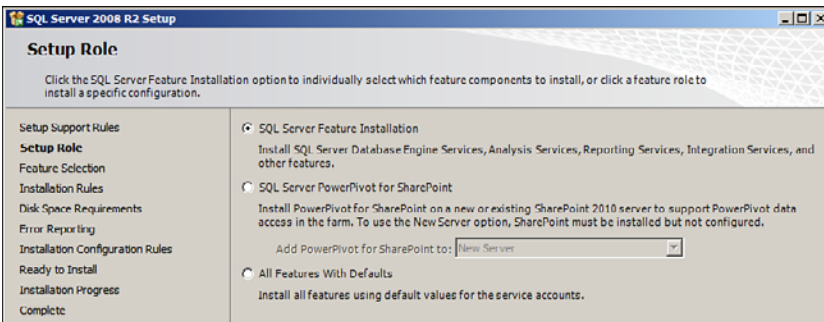 SQL Server 2008 R2 Setup
Setup Role
Click the SQL Server Feature Installation option to individually select which feature components to install, or click a feature role to
install a specific configuration.
Setup Support Rules
Setup Role
Feature Selection
Installation Rules
Disk Space Requirements
Error Reporting
Installation Configuration Rules
Ready to Install
Installation Progress
Complete
SQL Server Feature Installation
Install SQL Server Database Engine Services, Analysis Services, Reporting Services, Integration Services, and
other features.
SQL Server PowerPivot for SharePoint
Install PowerPivot for SharePoint on a new or existing SharePoint 2010 server to support PowerPivot data
access in the farm. To use the New Server option, SharePoint must be installed but not configured.
Add PowerPivot for SharePoint to: New Server
All Features With Defaults
Install all features using default values for the service accounts.